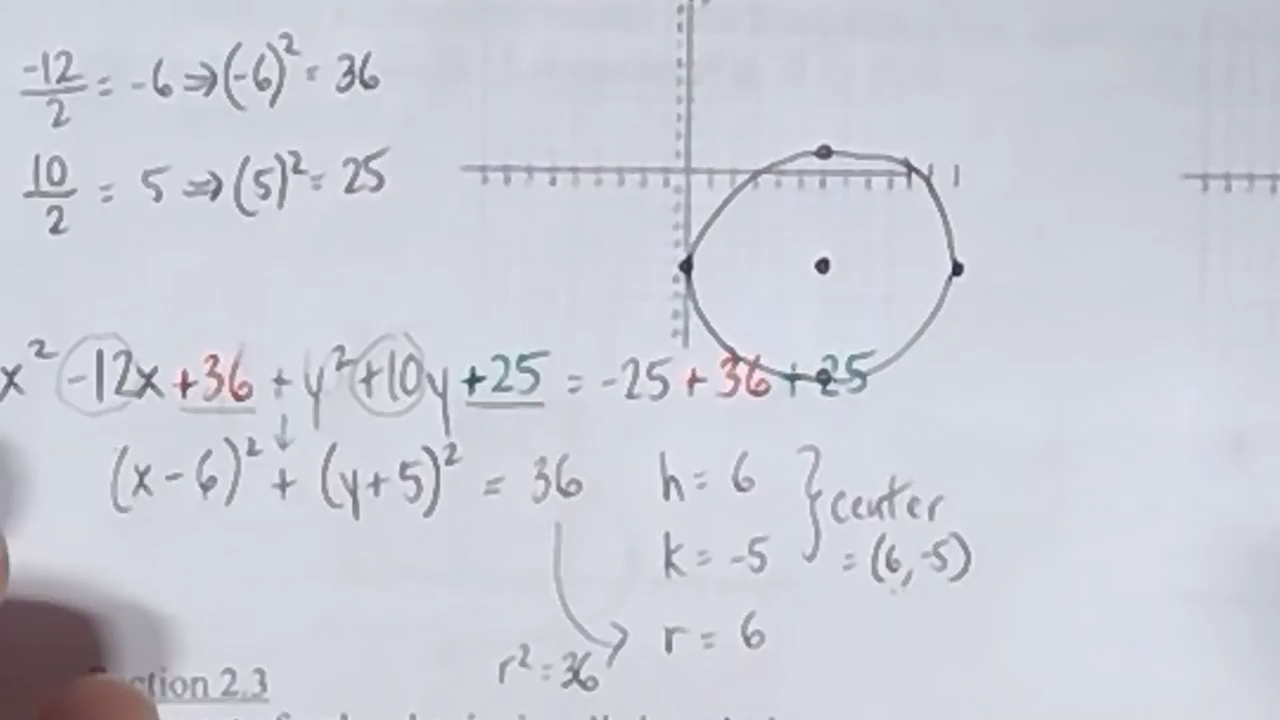 -12/2 = -6 ⇒ (-6)² = 36
10/2 = 5 ⇒ (5)² = 25
x² -12x +36 + y² +10y +25 = -25 + 36 + 25
(x - 6)² + (y+5)² = 36
h = 6
k = -5
} center
= (6, -5)
r = 6
r² = 36
ction 2.3